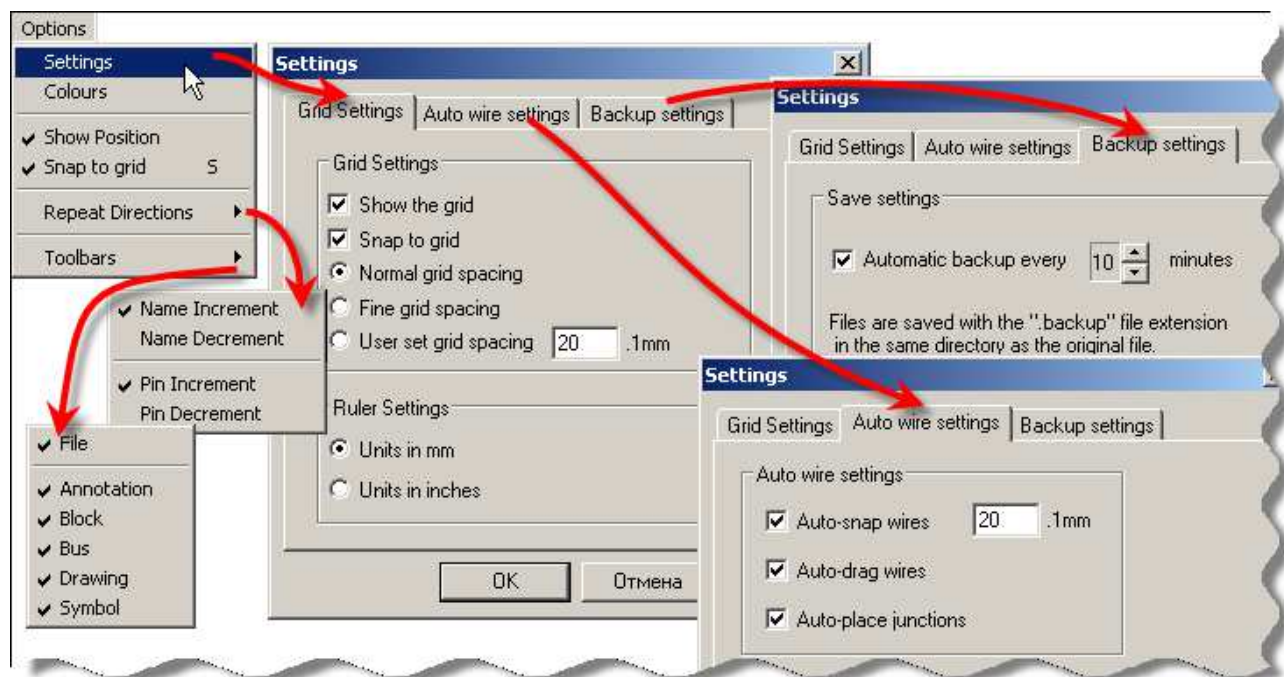 Options
Settings
Colours
Show Position
Snap to grid S
Repeat Directions
Toolbars
Name Increment
Name Decrement
Pin Increment
Pin Decrement
File
Annotation
Block
Bus
Drawing
Symbol
Settings
Grid Settings Auto wire settings Backup settings
Grid Settings
Show the grid
Snap to grid
Normal grid spacing
Fine grid spacing
User set grid spacing 20 .1mm
Ruler Settings
Units in mm
Units in inches
OK Отмена
Settings
Grid Settings Auto wire settings Backup settings
Save settings
Automatic backup every 10 minutes
Files are saved with the ".backup" file extension
in the same directory as the original file.
Settings
Grid Settings Auto wire settings Backup settings
Auto wire settings
Auto-snap wires 20 .1mm
Auto-drag wires
Auto-place junctions